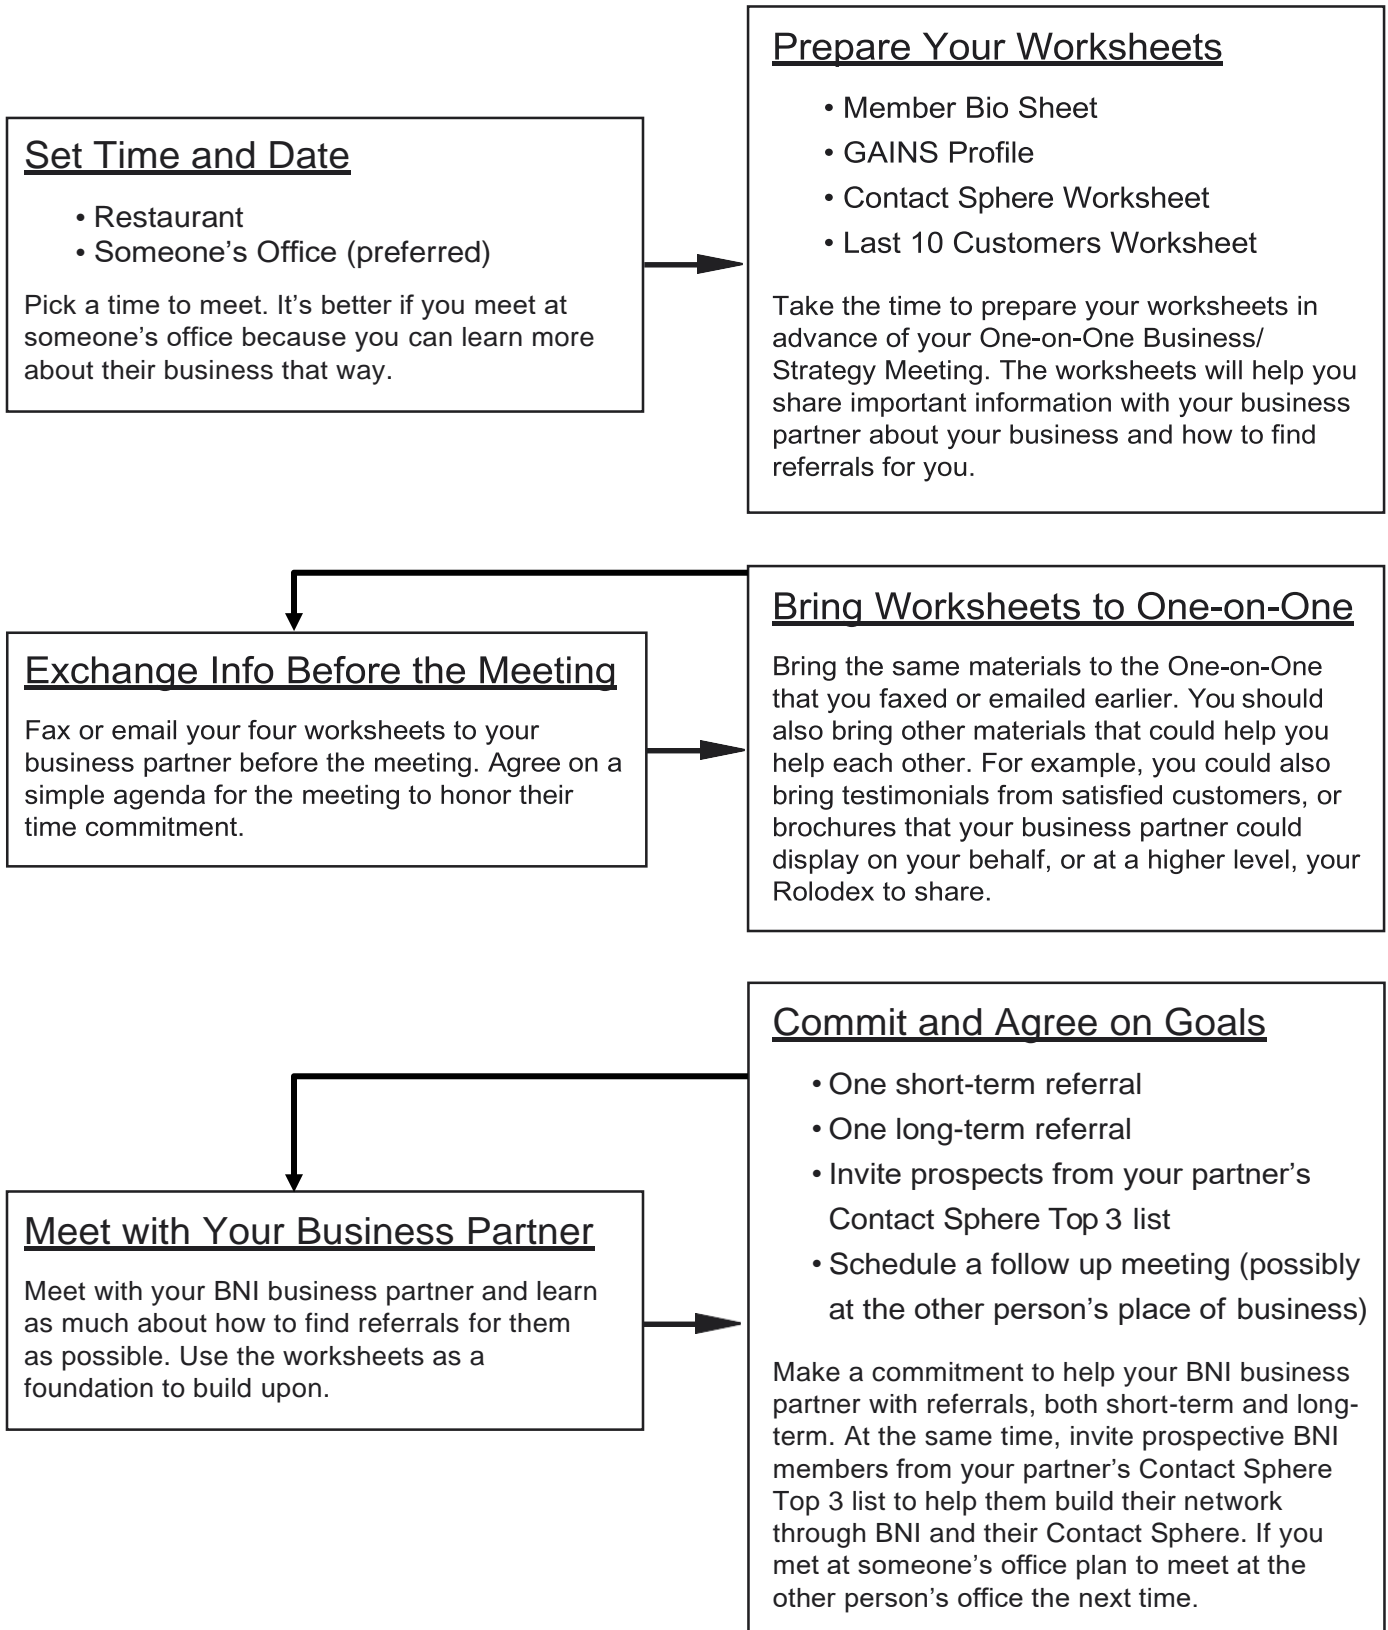 Set Time and Date
• Restaurant
• Someone’s Office (preferred)
Pick a time to meet. It’s better if you meet at
someone’s office because you can learn more
about their business that way.
Prepare Your Worksheets
• Member Bio Sheet
• GAINS Profile
• Contact Sphere Worksheet
• Last 10 Customers Worksheet
Take the time to prepare your worksheets in
advance of your One-on-One Business/
Strategy Meeting. The worksheets will help you
share important information with your business
partner about your business and how to find
referrals for you.
Exchange Info Before the Meeting
Fax or email your four worksheets to your
business partner before the meeting. Agree on a
simple agenda for the meeting to honor their
time commitment.
Bring Worksheets to One-on-One
Bring the same materials to the One-on-One
that you faxed or emailed earlier. You should
also bring other materials that could help you
help each other. For example, you could also
bring testimonials from satisfied customers, or
brochures that your business partner could
display on your behalf, or at a higher level, your
Rolodex to share.
Meet with Your Business Partner
Meet with your BNI business partner and learn
as much about how to find referrals for them
as possible. Use the worksheets as a
foundation to build upon.
Commit and Agree on Goals
• One short-term referral
• One long-term referral
• Invite prospects from your partner’s
Contact Sphere Top 3 list
• Schedule a follow up meeting (possibly
at the other person’s place of business)
Make a commitment to help your BNI business
partner with referrals, both short-term and long-
term. At the same time, invite prospective BNI
members from your partner’s Contact Sphere
Top 3 list to help them build their network
through BNI and their Contact Sphere. If you
met at someone’s office plan to meet at the
other person’s office the next time.